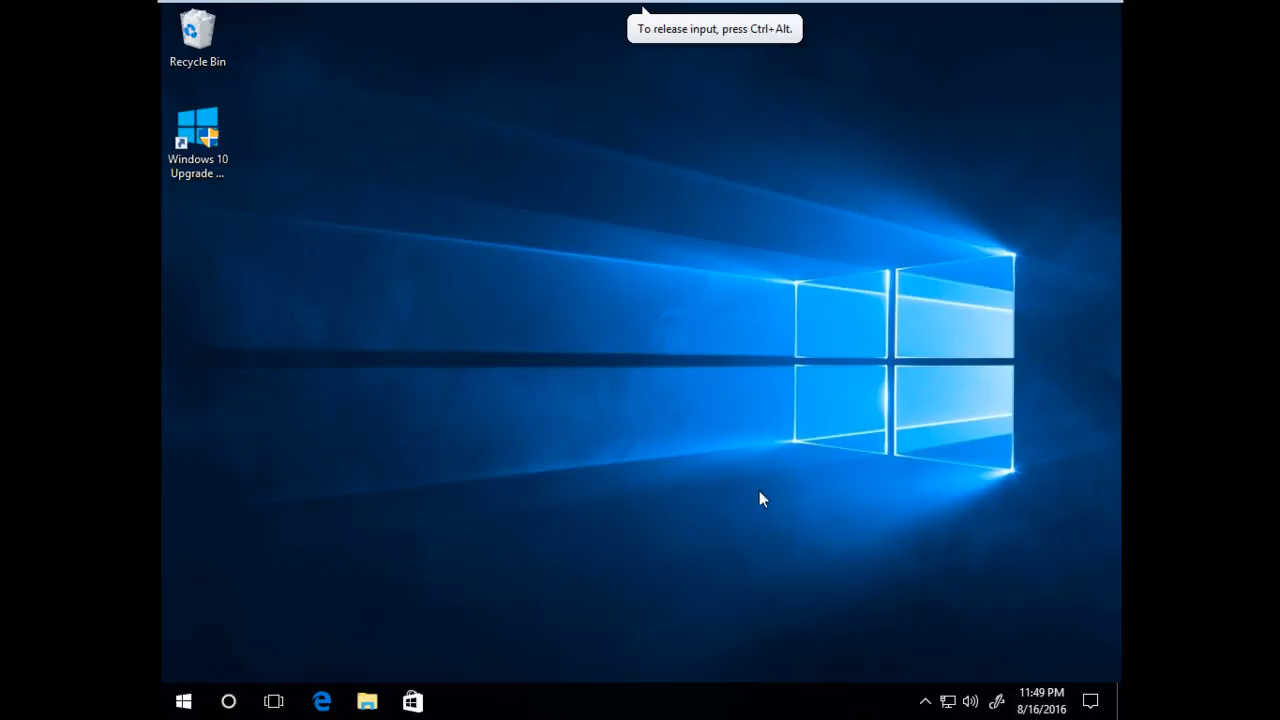 To release input, press Ctrl+Alt.
Recycle Bin
Windows 10
Upgrade ...
11:49 PM
8/16/2016